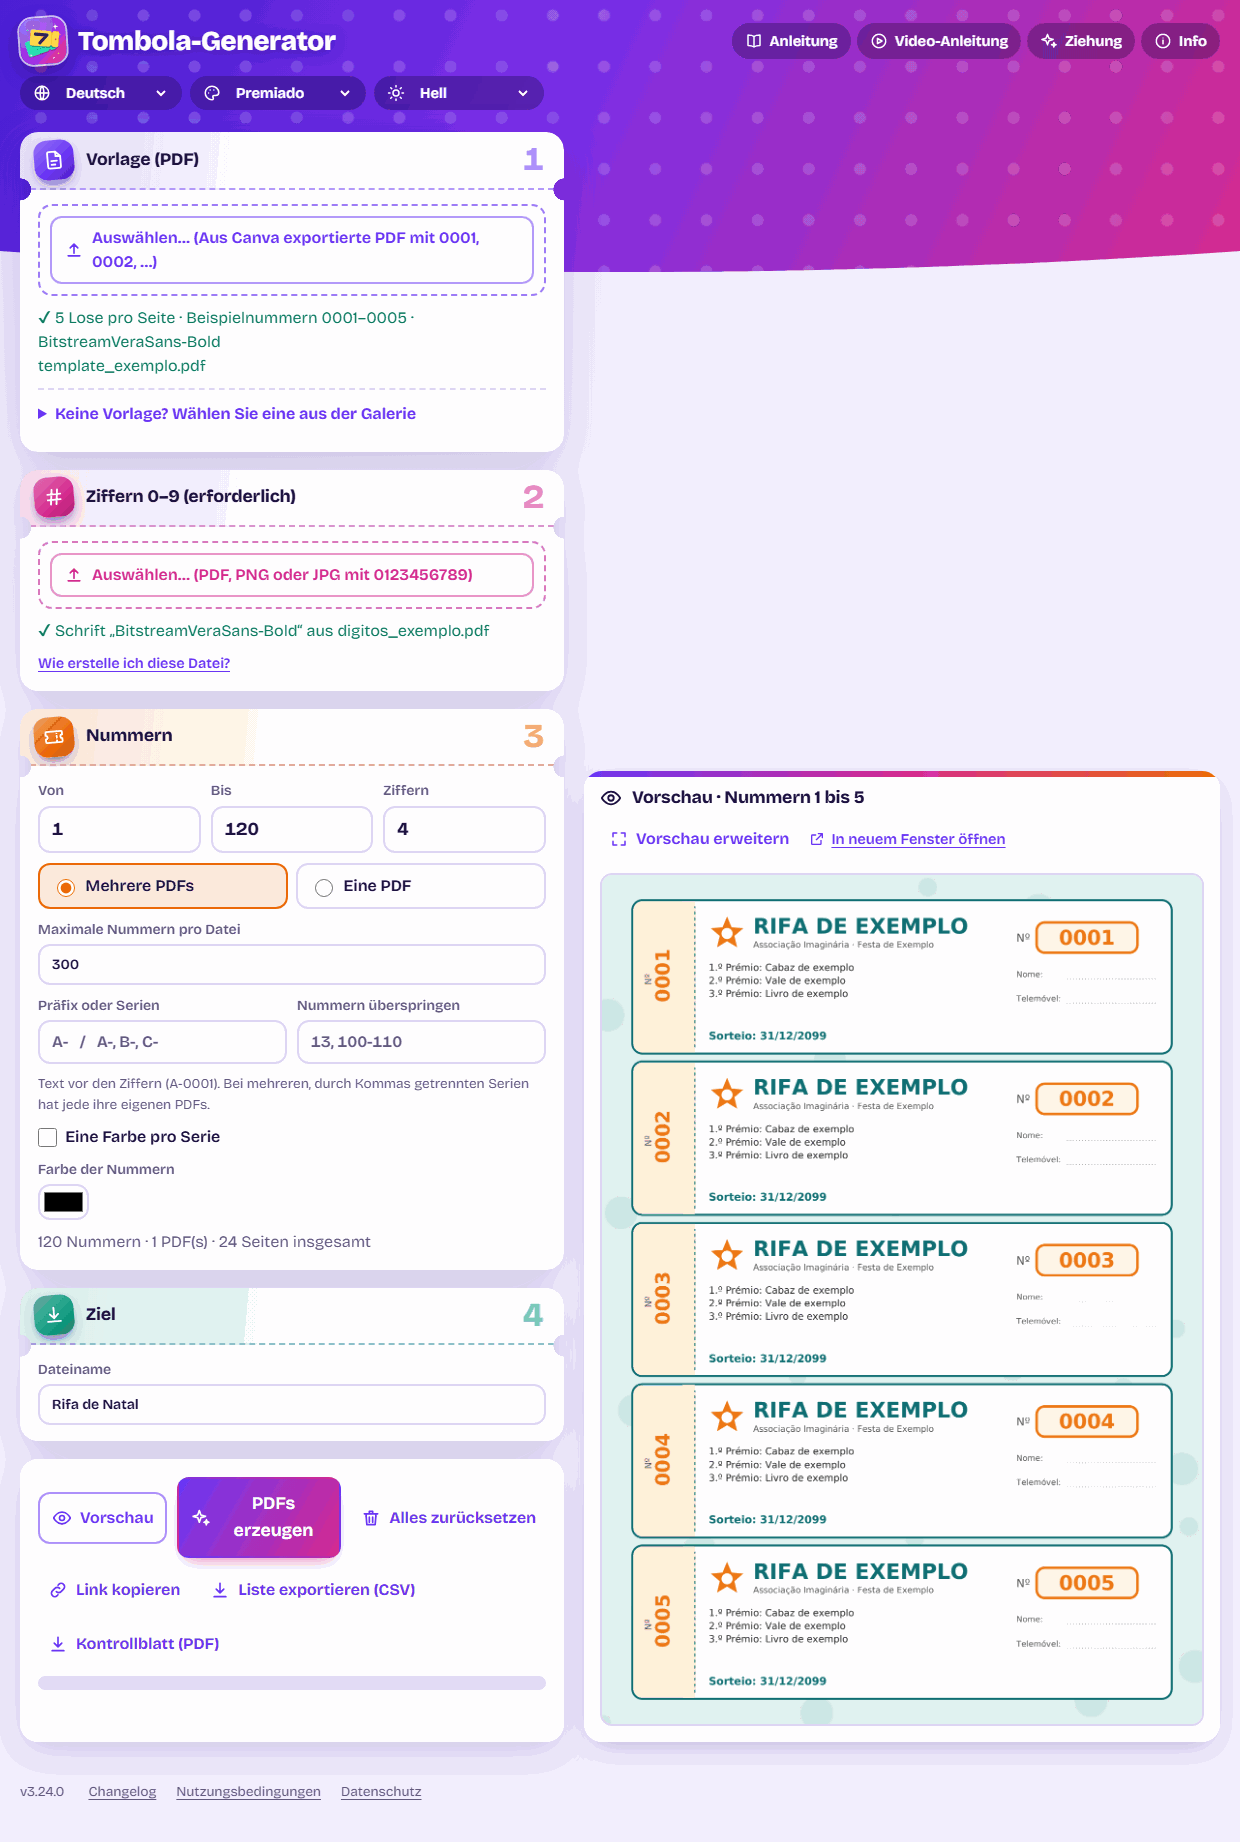 Tombola-Generator
Anleitung
Video-Anleitung
Ziehung
Info
Deutsch
Premiado
Hell
Vorlage (PDF)
1
Auswählen... (Aus Canva exportierte PDF mit 0001,
0002, ...)
✓ 5 Lose pro Seite · Beispielnummern 0001–0005 ·
BitstreamVeraSans-Bold
template_exemplo.pdf
Keine Vorlage? Wählen Sie eine aus der Galerie
Ziffern 0–9 (erforderlich)
2
Auswählen... (PDF, PNG oder JPG mit 0123456789)
✓ Schrift „BitstreamVeraSans-Bold“ aus digitos_exemplo.pdf
Wie erstelle ich diese Datei?
Nummern
3
Von
Bis
Ziffern
1
120
4
Mehrere PDFs
Eine PDF
Maximale Nummern pro Datei
300
Präfix oder Serien
Nummern überspringen
A- / A-, B-, C-
13, 100-110
Text vor den Ziffern (A-0001). Bei mehreren, durch Kommas getrennten Serien
hat jede ihre eigenen PDFs.
Eine Farbe pro Serie
Farbe der Nummern
120 Nummern · 1 PDF(s) · 24 Seiten insgesamt
Ziel
4
Dateiname
Rifa de Natal
Vorschau
PDFs
erzeugen
Alles zurücksetzen
Link kopieren
Liste exportieren (CSV)
Kontrollblatt (PDF)
Vorschau · Nummern 1 bis 5
Vorschau erweitern
In neuem Fenster öffnen
Nº
0001
RIFA DE EXEMPLO
Associação Imaginária · Festa de Exemplo
1.º Prémio: Cabaz de exemplo
2.º Prémio: Vale de exemplo
3.º Prémio: Livro de exemplo
Sorteio: 31/12/2099
Nº 0001
Nome:
Telemóvel:
Nº
0002
RIFA DE EXEMPLO
Associação Imaginária · Festa de Exemplo
1.º Prémio: Cabaz de exemplo
2.º Prémio: Vale de exemplo
3.º Prémio: Livro de exemplo
Sorteio: 31/12/2099
Nº 0002
Nome:
Telemóvel:
Nº
0003
RIFA DE EXEMPLO
Associação Imaginária · Festa de Exemplo
1.º Prémio: Cabaz de exemplo
2.º Prémio: Vale de exemplo
3.º Prémio: Livro de exemplo
Sorteio: 31/12/2099
Nº 0003
Nome:
Telemóvel:
Nº
0004
RIFA DE EXEMPLO
Associação Imaginária · Festa de Exemplo
1.º Prémio: Cabaz de exemplo
2.º Prémio: Vale de exemplo
3.º Prémio: Livro de exemplo
Sorteio: 31/12/2099
Nº 0004
Nome:
Telemóvel:
Nº
0005
RIFA DE EXEMPLO
Associação Imaginária · Festa de Exemplo
1.º Prémio: Cabaz de exemplo
2.º Prémio: Vale de exemplo
3.º Prémio: Livro de exemplo
Sorteio: 31/12/2099
Nº 0005
Nome:
Telemóvel:
v3.24.0
Changelog
Nutzungsbedingungen
Datenschutz